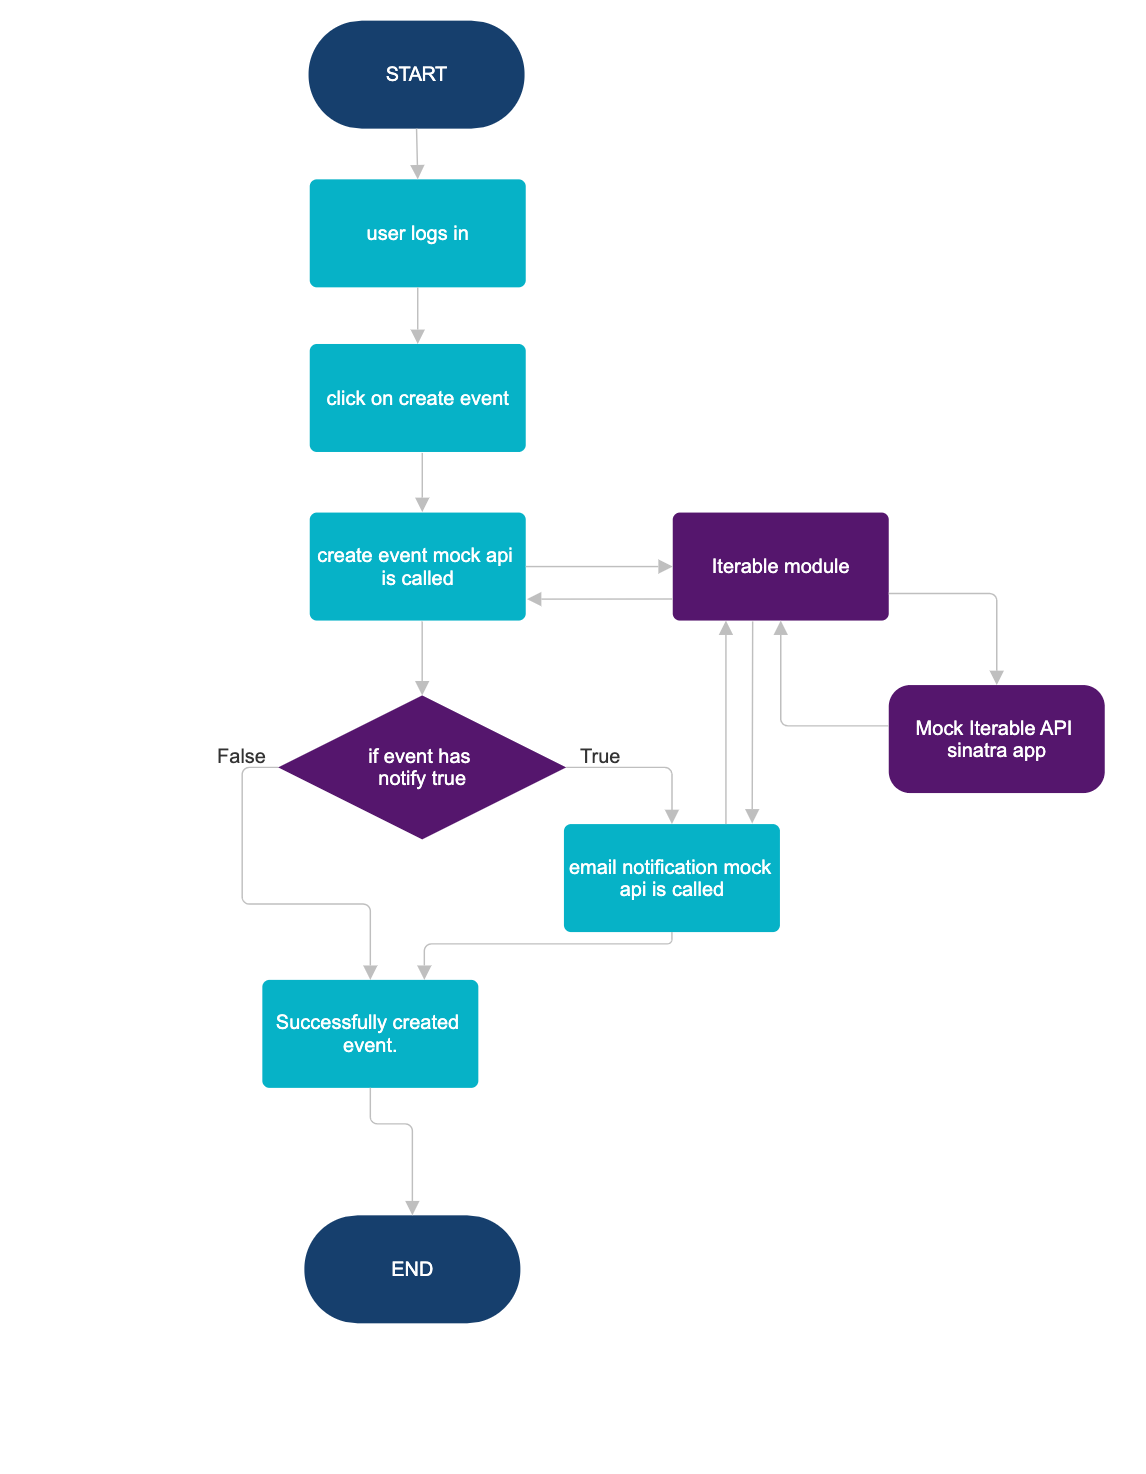 START
user logs in
click on create event
create event mock api
is called
Iterable module
Mock Iterable API
sinatra app
if event has
notify true
False
True
email notification mock
api is called
Successfully created
event.
END